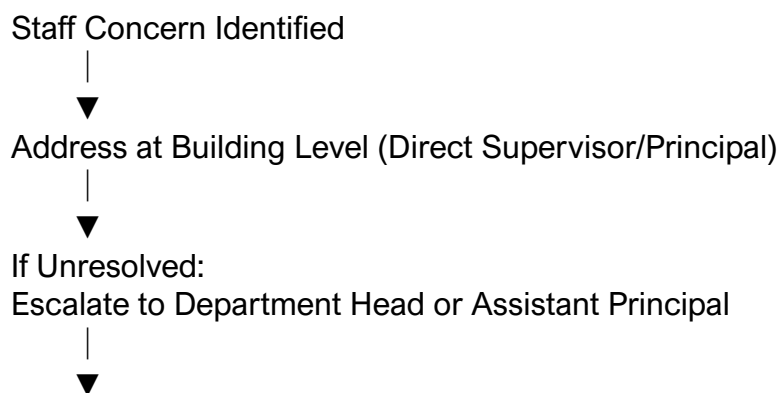 Staff Concern Identified
Address at Building Level (Direct Supervisor/Principal)
If Unresolved:
Escalate to Department Head or Assistant Principal